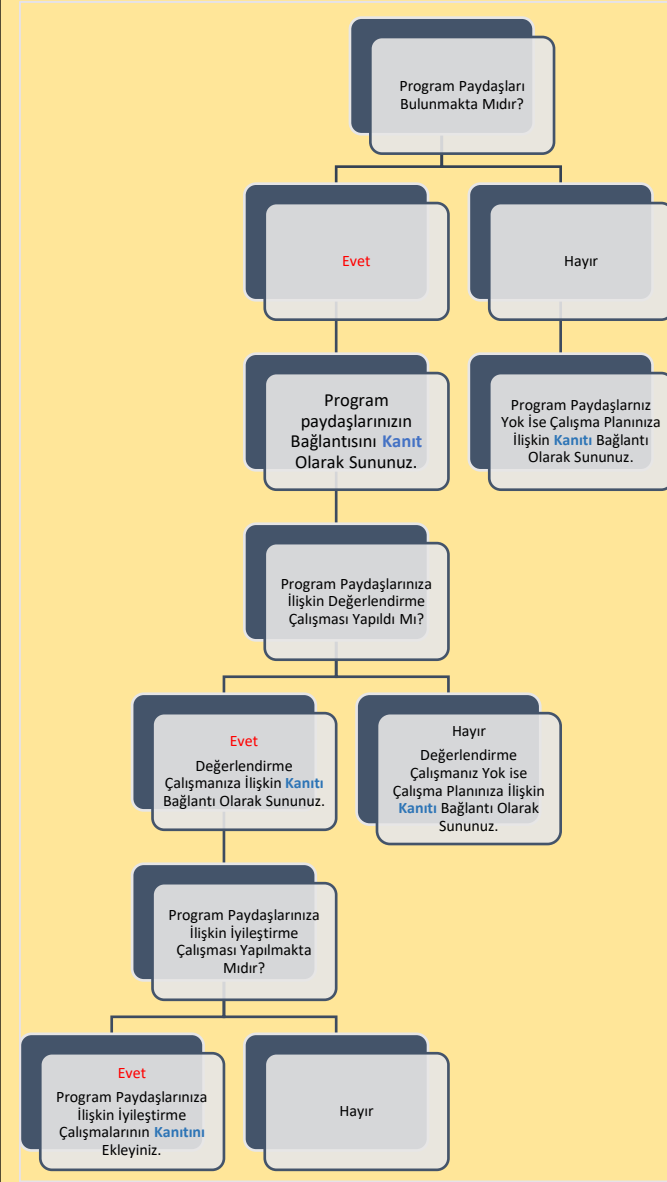 Program Paydaşları
Bulunmakta Mıdır?
Evet
Hayır
Program
paydaşlarınızın
Bağlantısını Kanıt
Olarak Sununuz.
Program Paydaşlarnız
Yok İse Çalışma Planınıza
İlişkin Kanıtı Bağlantı
Olarak Sununuz.
Program Paydaşlarınıza
İlişkin Değerlendirme
Çalışması Yapıldı Mı?
Evet
Değerlendirme
Çalışmanıza İlişkin Kanıtı
Bağlantı Olarak Sununuz.
Hayır
Değerlendirme
Çalışmanız Yok ise
Çalışma Planınıza İlişkin
Kanıtı Bağlantı Olarak
Sununuz.
Program Paydaşlarınıza
İlişkin İyileştirme
Çalışması Yapılmakta
Mıdır?
Evet
Program Paydaşlarınıza
İlişkin İyileştirme
Çalışmalarının Kanıtını
Ekleyiniz.
Hayır